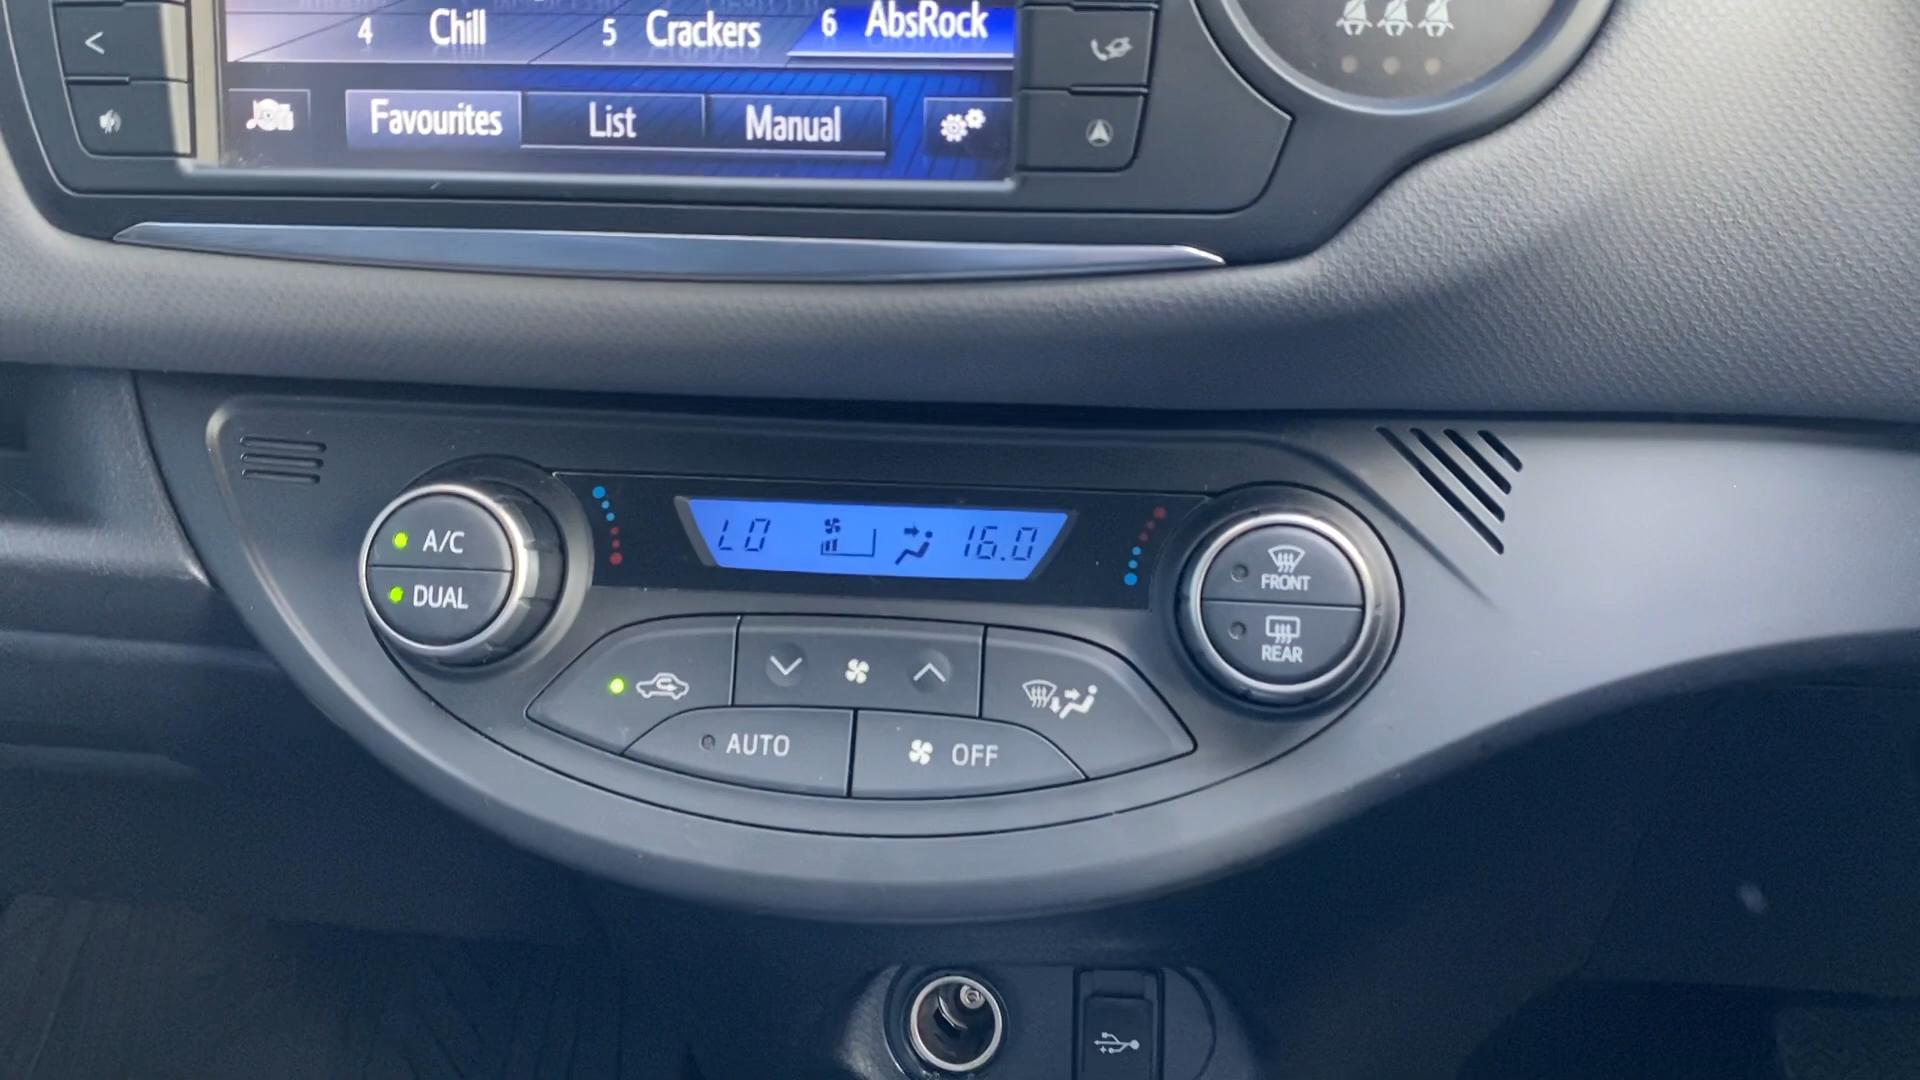 4 Chill 5 Crackers 6 AbsRock
Favourites List Manual
LO 16.0
A/C
DUAL
FRONT
REAR
AUTO
OFF